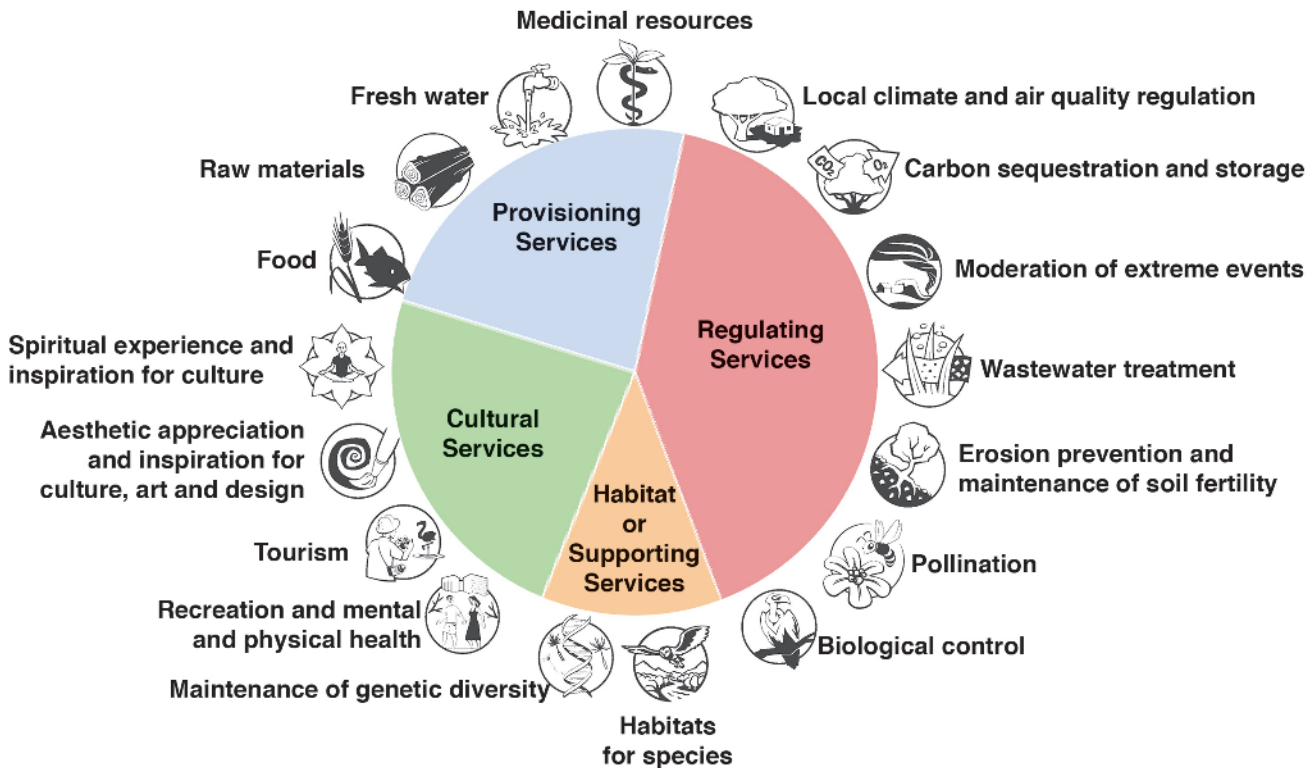 Medicinal resources
Fresh water
Local climate and air quality regulation
Raw materials
CO2
O2
Carbon sequestration and storage
Provisioning
Services
Food
Moderation of extreme events
Regulating
Services
Spiritual experience and
inspiration for culture
Wastewater treatment
Cultural
Services
Aesthetic appreciation
and inspiration for
culture, art and design
Erosion prevention and
maintenance of soil fertility
Habitat
or
Supporting
Services
Tourism
Pollination
Recreation and mental
and physical health
Biological control
Maintenance of genetic diversity
Habitats
for species